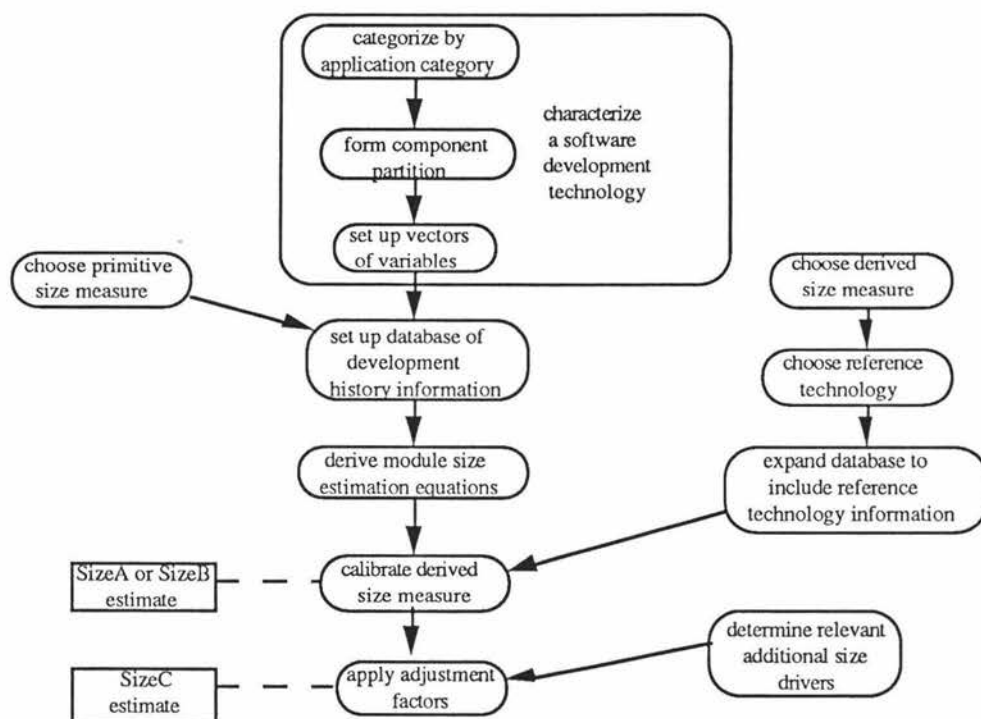 categorize by
application category
form component
partition
characterize
a software
development
technology
set up vectors
of variables
choose primitive
size measure
choose derived
size measure
set up database of
development
history information
choose reference
technology
derive module size
estimation equations
expand database to
include reference
technology information
SizeA or SizeB
estimate
calibrate derived
size measure
determine relevant
additional size
drivers
SizeC
estimate
apply adjustment
factors